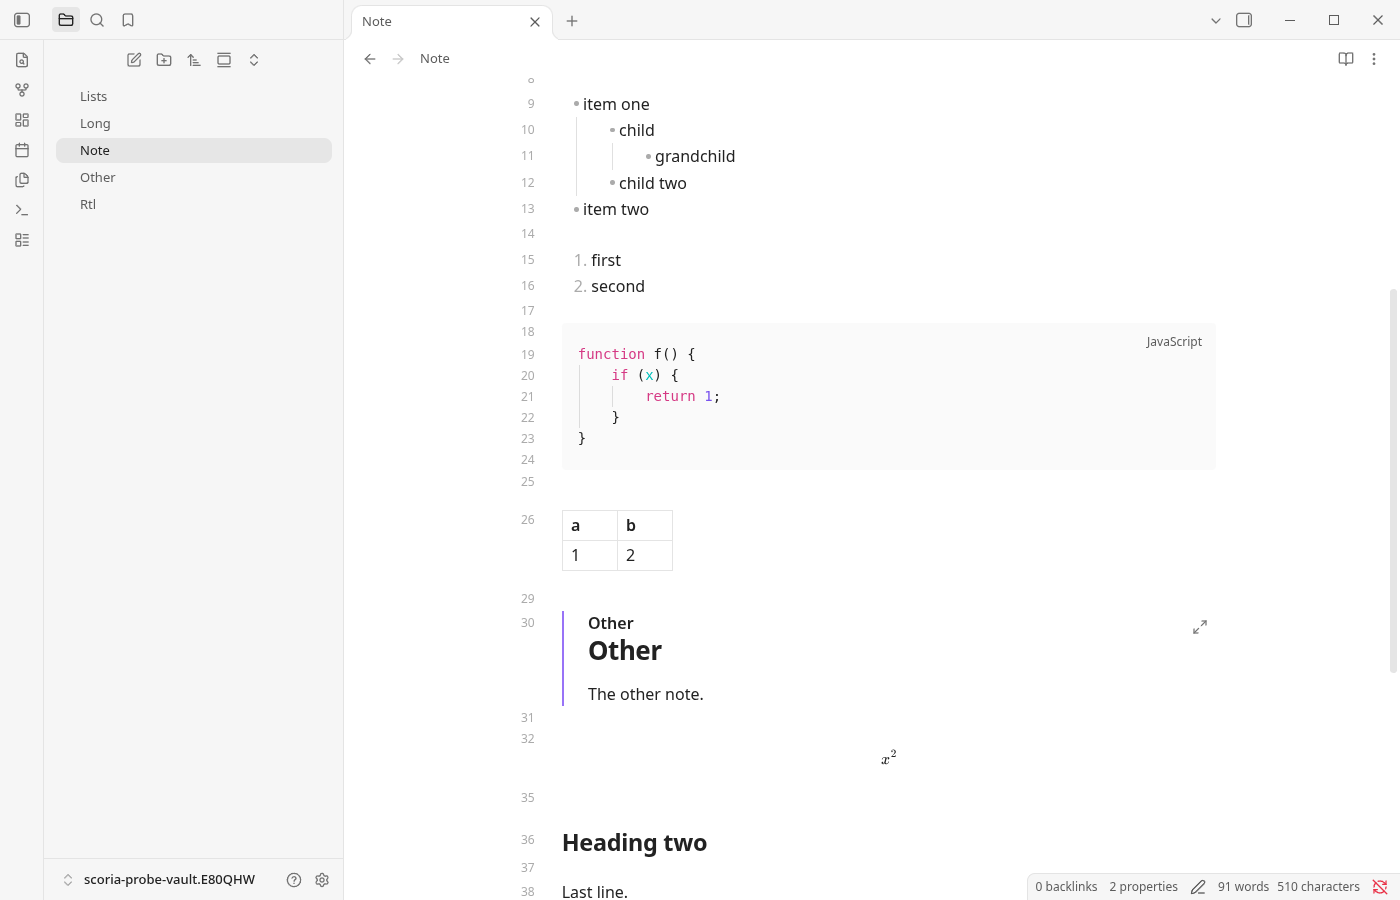 Note
Note
Lists
Long
Note
Other
Rtl
8
9 item one
10 child
11 grandchild
12 child two
13 item two
14
15 1. first
16 2. second
17
18 JavaScript
19 function f() {
20 if (x) {
21 return 1;
22 }
23 }
24
25
26 a b
1 2
29
30 Other
Other
The other note.
31
32
x²
35
36 Heading two
37
38 Last line.
scoria-probe-vault.E80QHW
0 backlinks 2 properties 91 words 510 characters